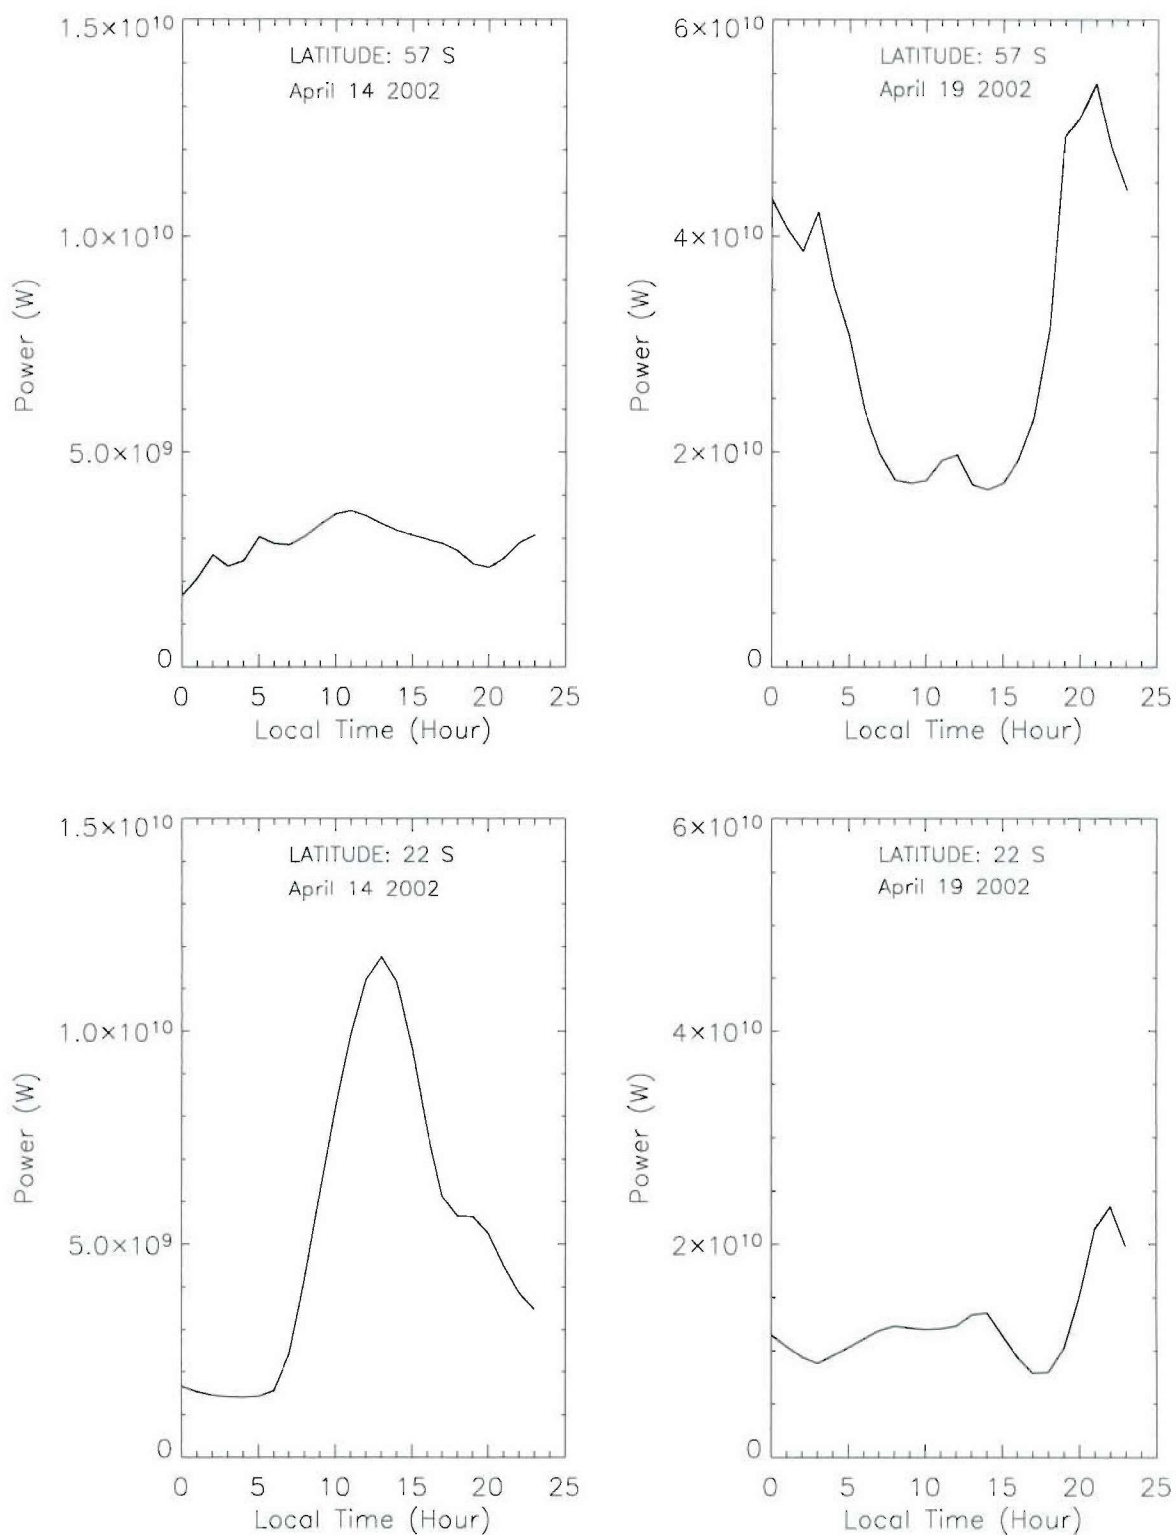 1.5×10¹⁰
LATITUDE: 57 S
April 14 2002
1.0×10¹⁰
5.0×10⁹
0
Power (W)
0 5 10 15 20 25
Local Time (Hour)
6×10¹⁰
LATITUDE: 57 S
April 19 2002
4×10¹⁰
2×10¹⁰
0
Power (W)
0 5 10 15 20 25
Local Time (Hour)
1.5×10¹⁰
LATITUDE: 22 S
April 14 2002
1.0×10¹⁰
5.0×10⁹
0
Power (W)
0 5 10 15 20 25
Local Time (Hour)
6×10¹⁰
LATITUDE: 22 S
April 19 2002
4×10¹⁰
2×10¹⁰
0
Power (W)
0 5 10 15 20 25
Local Time (Hour)